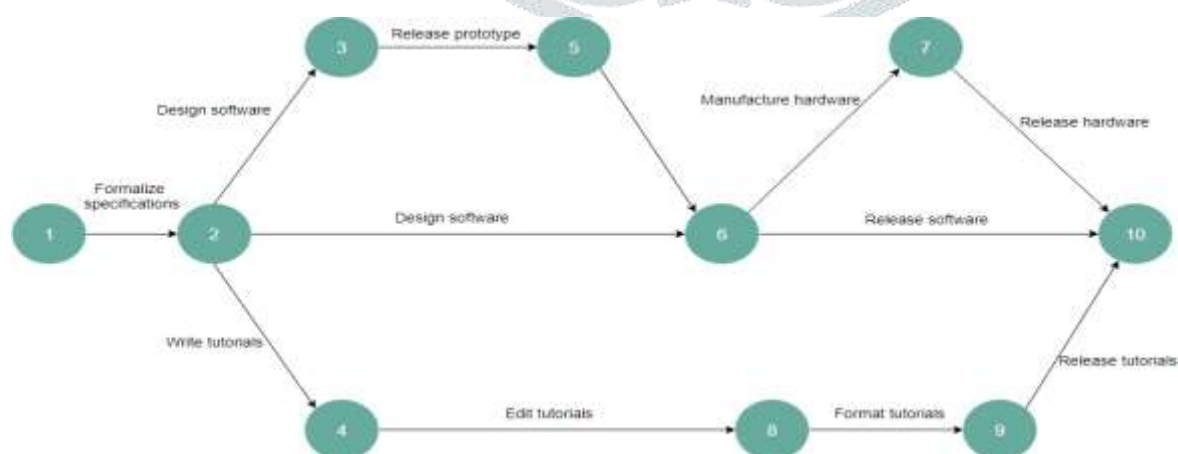 Release prototype
3
5
7
Design software
Manufacture hardware
Release hardware
Formalize
specifications
Design software
Release software
1
2
6
10
Write tutorials
Release tutorials
Edit tutorials
Format tutorials
4
8
9